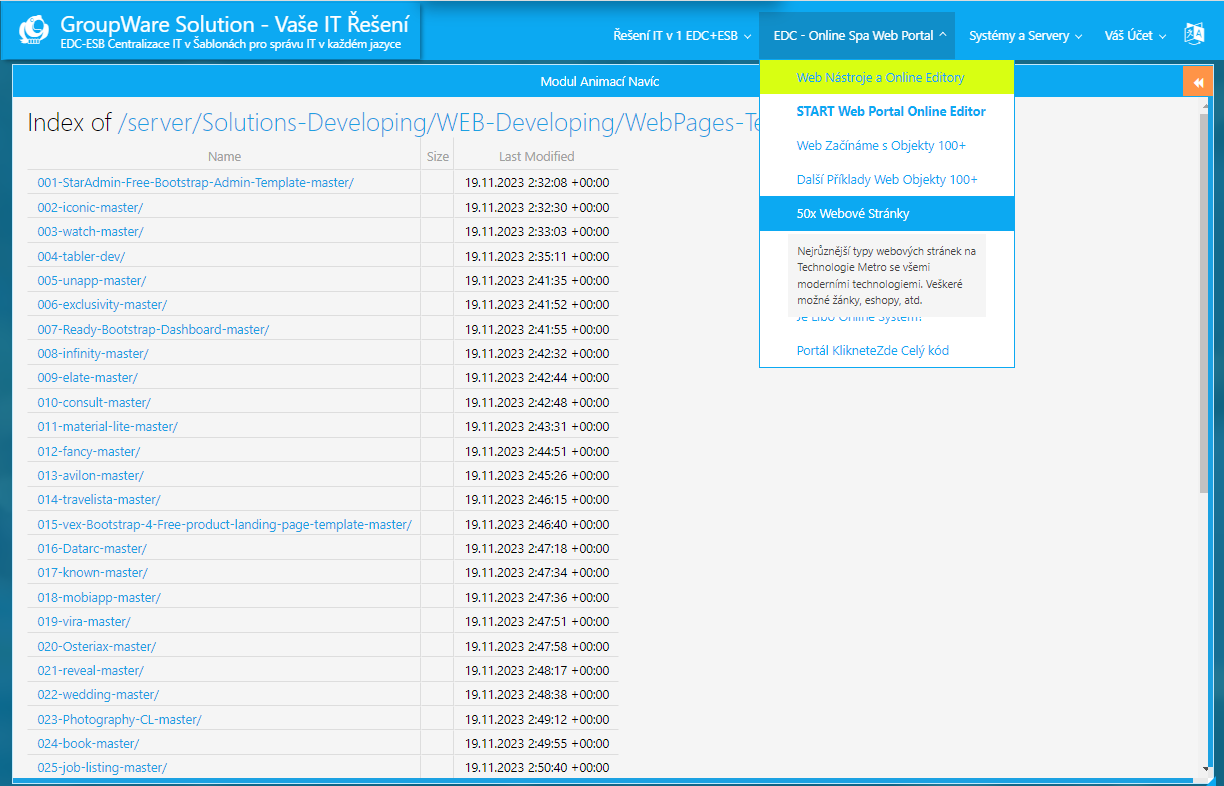 GroupWare Solution - Vaše IT Řešení
EDC-ESB Centralizace IT v Šablonách pro správu IT v každém jazyce
Řešení IT v 1 EDC+ESB
EDC - Online Spa Web Portal
Systémy a Servery
Váš Účet
Modul Animací Navíc
Web Nástroje a Online Editory
START Web Portal Online Editor
Web Začínáme s Objekty 100+
Další Příklady Web Objekty 100+
50x Webové Stránky
Nejrůznější typy webových stránek na
Technologie Metro se všemi
moderními technologiemi. Veškeré
možné žánky, eshopy, atd.
Je Libo Online Systém?
Portál KlikneteZde Celý kód
Index of /server/Solutions-Developing/WEB-Developing/WebPages-Te
Name Size Last Modified
001-StarAdmin-Free-Bootstrap-Admin-Template-master/ 19.11.2023 2:32:08 +00:00
002-iconic-master/ 19.11.2023 2:32:30 +00:00
003-watch-master/ 19.11.2023 2:33:03 +00:00
004-tabler-dev/ 19.11.2023 2:35:11 +00:00
005-unapp-master/ 19.11.2023 2:41:35 +00:00
006-exclusivity-master/ 19.11.2023 2:41:52 +00:00
007-Ready-Bootstrap-Dashboard-master/ 19.11.2023 2:41:55 +00:00
008-infinity-master/ 19.11.2023 2:42:32 +00:00
009-elate-master/ 19.11.2023 2:42:44 +00:00
010-consult-master/ 19.11.2023 2:42:48 +00:00
011-material-lite-master/ 19.11.2023 2:43:31 +00:00
012-fancy-master/ 19.11.2023 2:44:51 +00:00
013-avilon-master/ 19.11.2023 2:45:26 +00:00
014-travelista-master/ 19.11.2023 2:46:15 +00:00
015-vex-Bootstrap-4-Free-product-landing-page-template-master/ 19.11.2023 2:46:40 +00:00
016-Datarc-master/ 19.11.2023 2:47:18 +00:00
017-known-master/ 19.11.2023 2:47:34 +00:00
018-mobiapp-master/ 19.11.2023 2:47:36 +00:00
019-vira-master/ 19.11.2023 2:47:51 +00:00
020-Osteriax-master/ 19.11.2023 2:47:58 +00:00
021-reveal-master/ 19.11.2023 2:48:17 +00:00
022-wedding-master/ 19.11.2023 2:48:38 +00:00
023-Photography-CL-master/ 19.11.2023 2:49:12 +00:00
024-book-master/ 19.11.2023 2:49:55 +00:00
025-job-listing-master/ 19.11.2023 2:50:40 +00:00